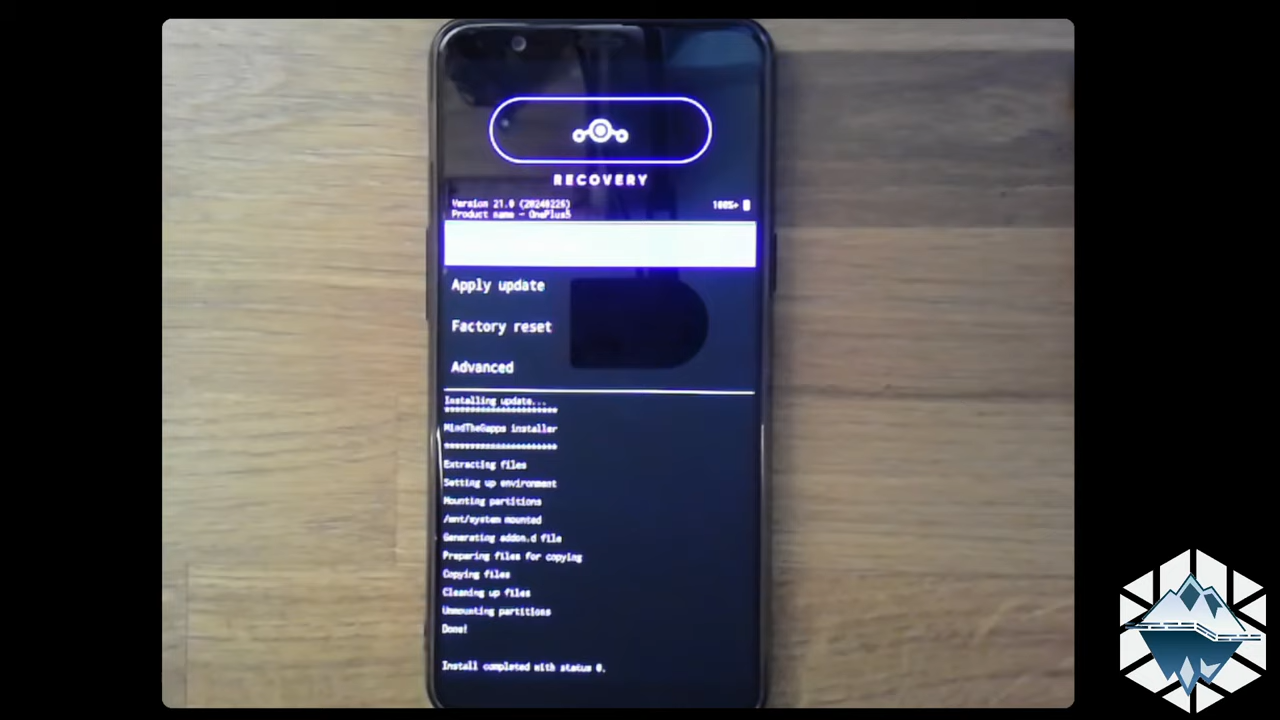 RECOVERY
Version 21.0 (20240225)
Product name - OnePlus5
100%+
Apply update
Factory reset
Advanced
Installing update...
**********************
MindTheGapps installer
**********************
Extracting files
Setting up environment
Mounting partitions
/mnt/system mounted
Generating addon.d file
Preparing files for copying
Copying files
Cleaning up files
Unmounting partitions
Done!
Install completed with status 0.